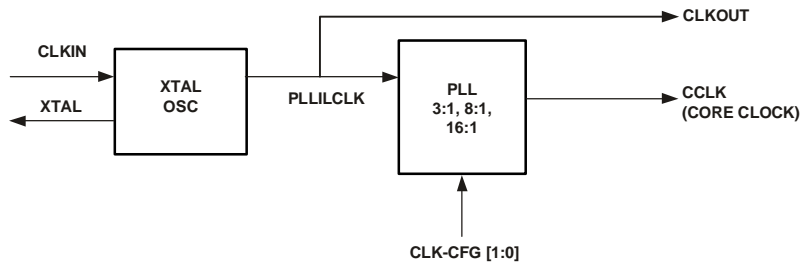 CLKOUT
CLKIN
XTAL
XTAL
OSC
PLLILCLK
PLL
3:1, 8:1,
16:1
CCLK
(CORE CLOCK)
CLK-CFG [1:0]